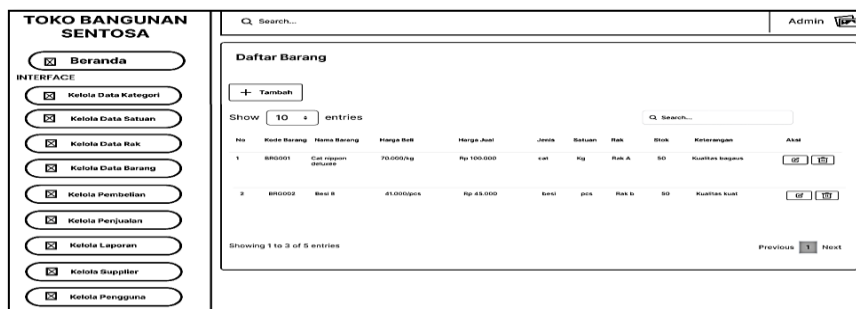 TOKO BANGUNAN
SENTOSA
Beranda
INTERFACE
Kelola Data Kategori
Kelola Data Satuan
Kelola Data Rak
Kelola Data Barang
Kelola Pembelian
Kelola Penjualan
Kelola Laporan
Kelola Supplier
Kelola Pengguna
Search...
Admin
Daftar Barang
+ Tambah
Show 10 entries
Search...
No Kode Barang Nama Barang Harga Beli Harga Jual Jenis Satuan Rak Stok Keterangan Aksi
1 BRG001 Cat nippon 70.000/kg Rp 100.000 cat Kg Rak A 50 Kualitas bagaus
deluxee
2 BRG002 Besi 8 41.000/pcs Rp 45.000 besi pcs Rak b 50 Kualitas kuat
Showing 1 to 3 of 5 entries
Previous 1 Next